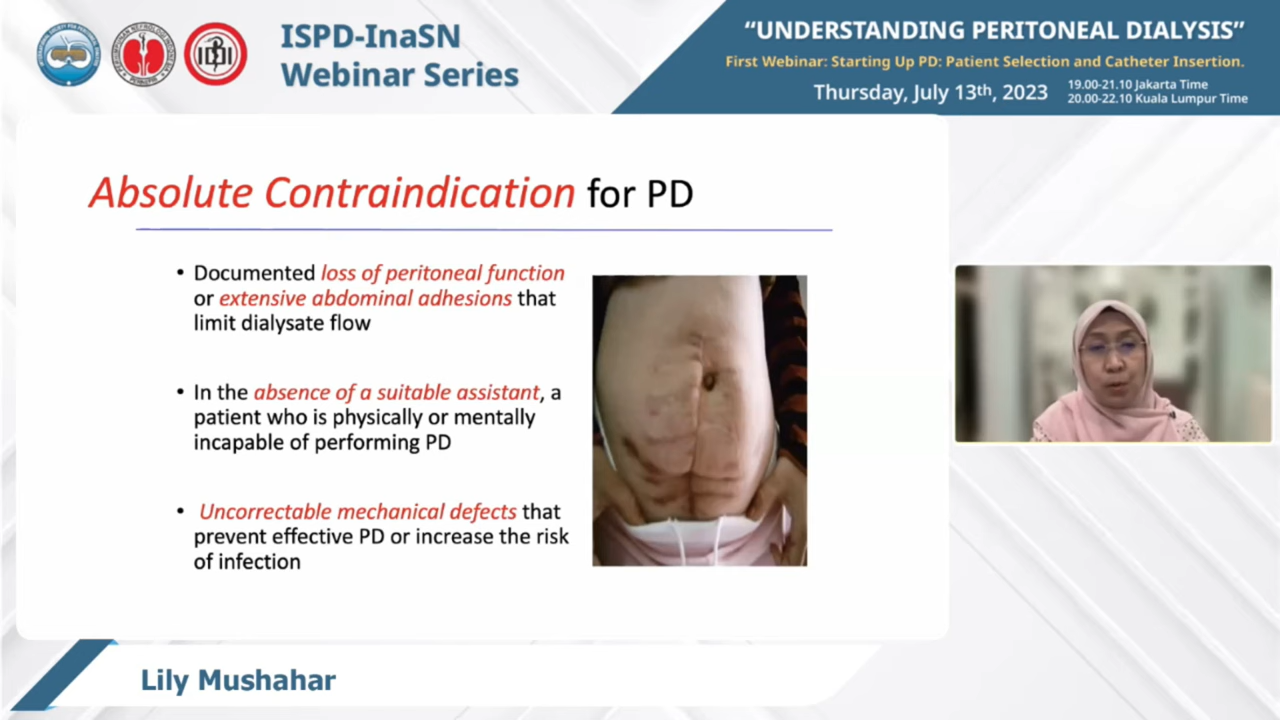 ISPD-InaSN
Webinar Series
“UNDERSTANDING PERITONEAL DIALYSIS”
First Webinar: Starting Up PD: Patient Selection and Catheter Insertion.
Thursday, July 13th, 2023
19.00-21.10 Jakarta Time
20.00-22.10 Kuala Lumpur Time
Absolute Contraindication for PD
• Documented loss of peritoneal function
or extensive abdominal adhesions that
limit dialysate flow
• In the absence of a suitable assistant, a
patient who is physically or mentally
incapable of performing PD
• Uncorrectable mechanical defects that
prevent effective PD or increase the risk
of infection
Lily Mushahar